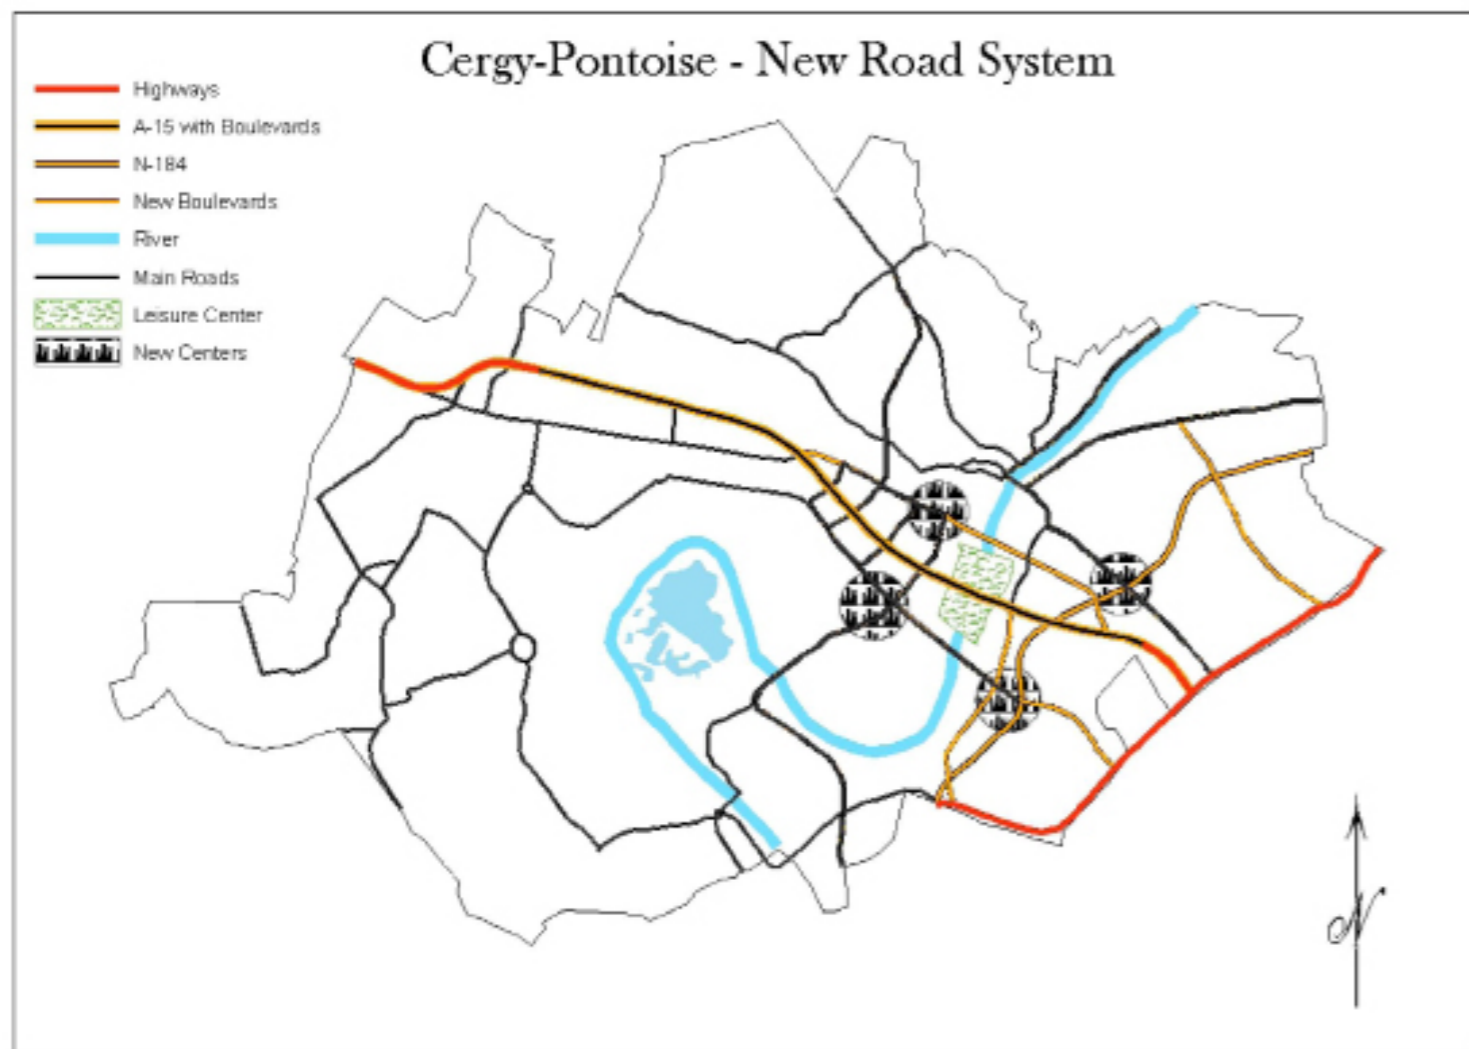 Cergy-Pontoise - New Road System
Highways
A-15 with Boulevards
N-184
New Boulevards
River
Main Roads
Leisure Center
New Centers
N